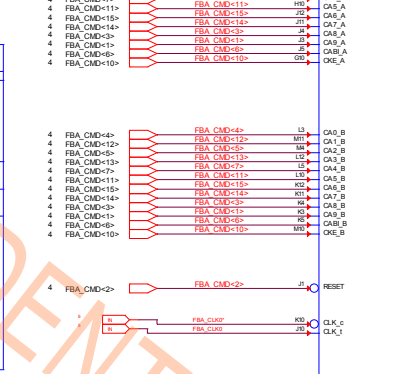 4 FBA_CMD<11> FBA_CMD<11> H10 CA5_A
4 FBA_CMD<15> FBA_CMD<15> J12 CA6_A
4 FBA_CMD<14> FBA_CMD<14> J11 CA7_A
4 FBA_CMD<3> FBA_CMD<3> J4 CA8_A
4 FBA_CMD<1> FBA_CMD<1> J3 CA9_A
4 FBA_CMD<6> FBA_CMD<6> J5 CABI_A
4 FBA_CMD<10> FBA_CMD<10> G10 CKE_A
4 FBA_CMD<4> FBA_CMD<4> L3 CA0_B
4 FBA_CMD<12> FBA_CMD<12> M11 CA1_B
4 FBA_CMD<5> FBA_CMD<5> M4 CA2_B
4 FBA_CMD<13> FBA_CMD<13> L12 CA3_B
4 FBA_CMD<7> FBA_CMD<7> L5 CA4_B
4 FBA_CMD<11> FBA_CMD<11> L10 CA5_B
4 FBA_CMD<15> FBA_CMD<15> K12 CA6_B
4 FBA_CMD<14> FBA_CMD<14> K11 CA7_B
4 FBA_CMD<3> FBA_CMD<3> K4 CA8_B
4 FBA_CMD<1> FBA_CMD<1> K3 CA9_B
4 FBA_CMD<6> FBA_CMD<6> K5 CABI_B
4 FBA_CMD<10> FBA_CMD<10> M10 CKE_B
4 FBA_CMD<2> FBA_CMD<2> J1 RESET
IN FBA_CLK0* K10 CLK_c
IN FBA_CLK0 J10 CLK_t
DENT